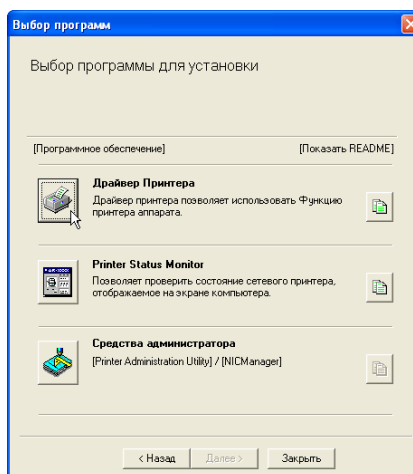 Выбор программ
Выбор программы для установки
[Программное обеспечение] [Показать README]
Драйвер Принтера
Драйвер принтера позволяет использовать Функцию
принтера аппарата.
Printer Status Monitor
Позволяет проверить состояние сетевого принтера,
отображаемое на экране компьютера.
Средства администратора
[Printer Administration Utility] / [NICManager]
< Назад Далее > Закрыть